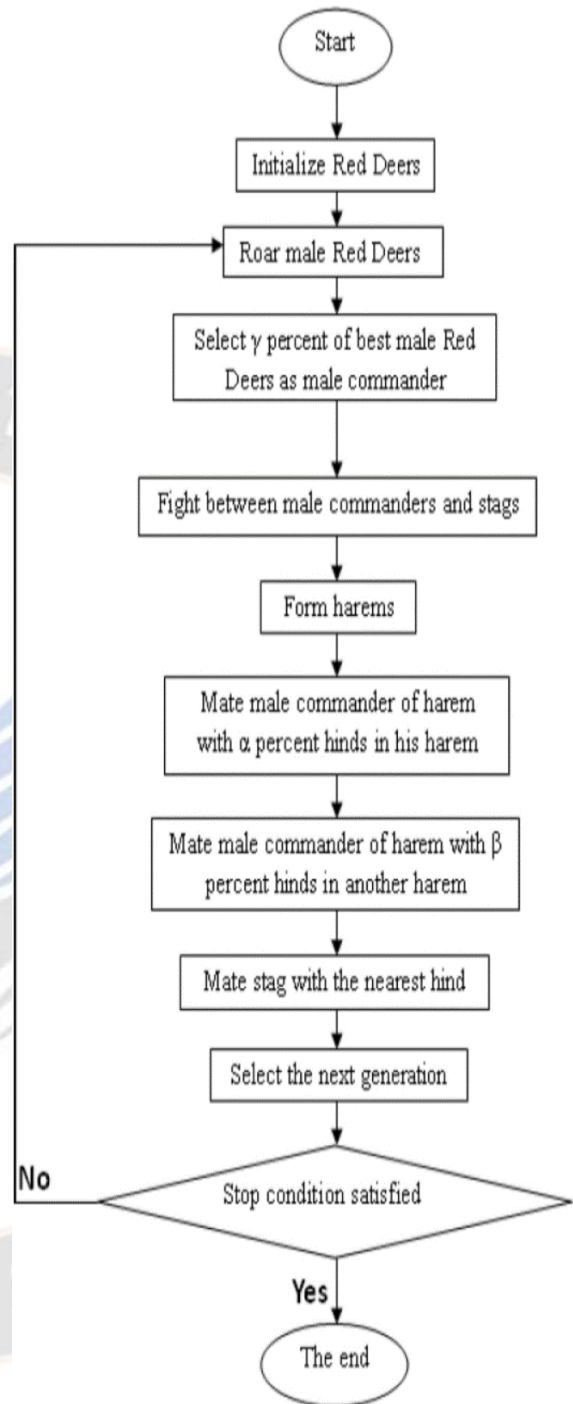 Start
Initialize Red Deers
Roar male Red Deers
Select γ percent of best male Red
Deers as male commander
Fight between male commanders and stags
Form harems
Mate male commander of harem
with α percent hinds in his harem
Mate male commander of harem with β
percent hinds in another harem
Mate stag with the nearest hind
Select the next generation
Stop condition satisfied
No
Yes
The end